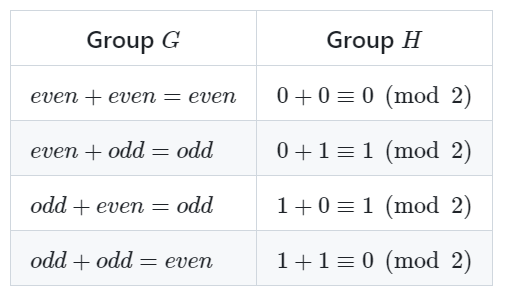 Group G Group H
even + even = even 0 + 0 ≡ 0 (mod 2)
even + odd = odd 0 + 1 ≡ 1 (mod 2)
odd + even = odd 1 + 0 ≡ 1 (mod 2)
odd + odd = even 1 + 1 ≡ 0 (mod 2)